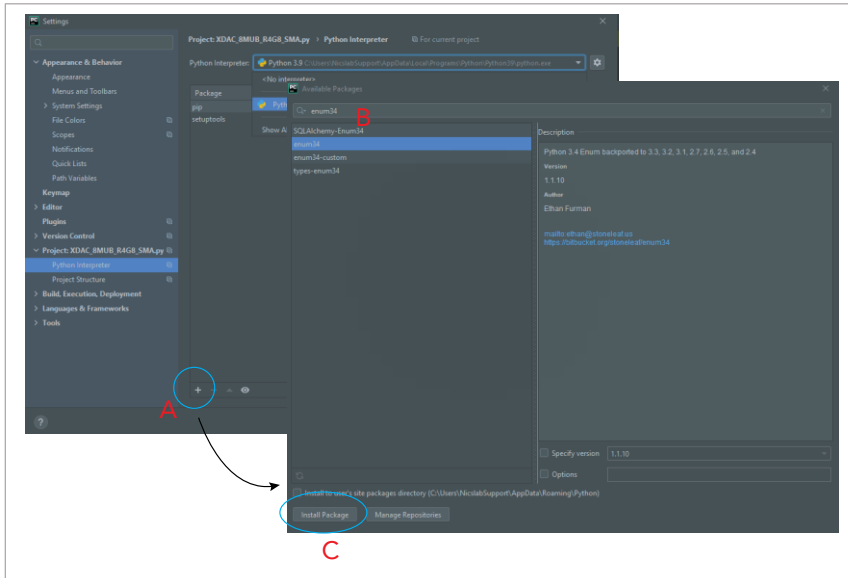 Settings
Project: XDAC_8MUB_R4G8_SMA.py > Python Interpreter For current project
Appearance & Behavior
Appearance
Menus and Toolbars
System Settings
File Colors
Scopes
Notifications
Quick Lists
Path Variables
Keymap
Editor
Plugins
Version Control
Project: XDAC_8MUB_R4G8_SMA.py
Python Interpreter
Project Structure
Build, Execution, Deployment
Languages & Frameworks
Tools
Python Interpreter: Python 3.9 C:\Users\NicslabSupport\AppData\Local\Programs\Python\Python39\python.exe
<No interpreter>
Package
pip
setuptools
Pyth
Show A
A
Available Packages
enum34
B
SQLAlchemy-Enum34
enum34
enum34-custom
types-enum34
Description
Python 3.4 Enum backported to 3.3, 3.2, 3.1, 2.7, 2.6, 2.5, and 2.4
Version
1.1.10
Author
Ethan Furman
mailto:ethan@stoneleaf.us
https://bitbucket.org/stoneleaf/enum34
Specify version 1.1.10
Options
Install to user's site packages directory (C:\Users\NicslabSupport\AppData\Roaming\Python)
Install Package Manage Repositories
C